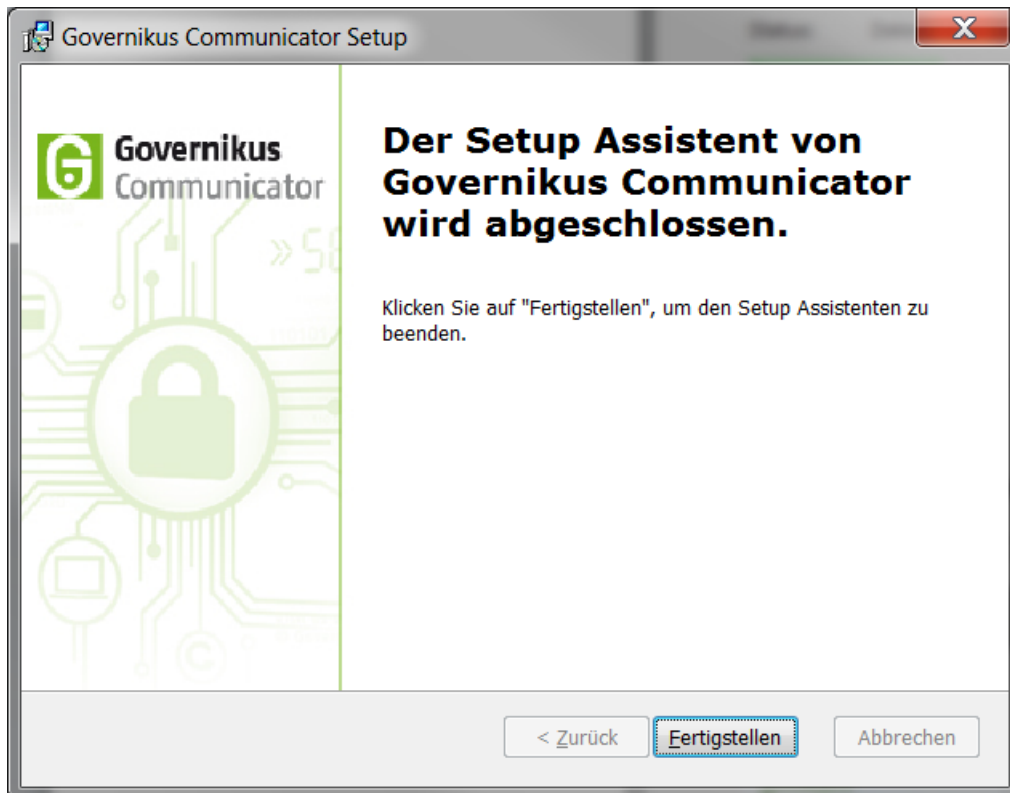 Governikus Communicator Setup
Governikus
Communicator
Der Setup Assistent von
Governikus Communicator
wird abgeschlossen.
Klicken Sie auf "Fertigstellen", um den Setup Assistenten zu
beenden.
< Zurück
Fertigstellen
Abbrechen